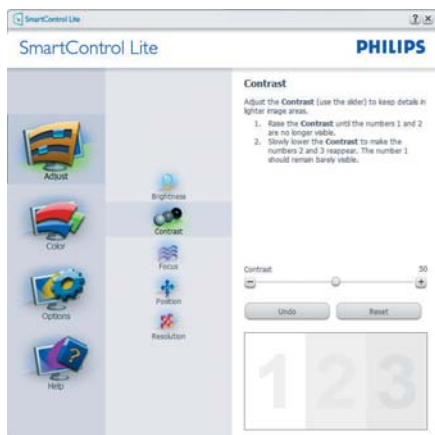 SmartControl Lite
? x
SmartControl Lite
PHILIPS
Adjust
Color
Options
Help
Brightness
Contrast
Focus
Position
Resolution
Contrast
Adjust the Contrast (use the slider) to keep details in
lighter image areas.
1. Raise the Contrast until the numbers 1 and 2
are no longer visible.
2. Slowly lower the Contrast to make the
numbers 2 and 3 reappear. The number 1
should remain barely visible.
Contrast
50
Undo
Reset
1 2 3